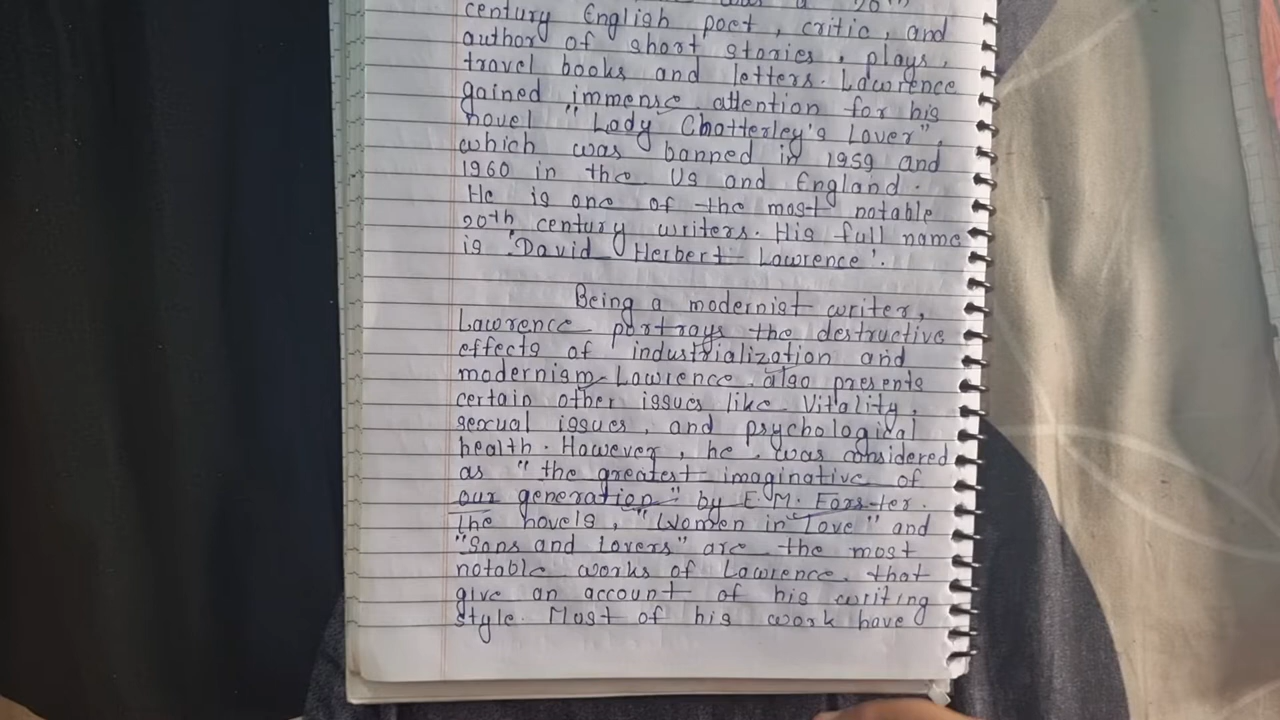 was a 20th
century English poet, critic, and
author of short stories, plays,
travel books and letters. Lawrence
gained immense attention for his
novel "Lady Chatterley's Lover",
which was banned in 1959 and
1960 in the US and England.
He is one of the most notable
20th century writers. His full name
is 'David Herbert Lawrence'.
Being a modernist writer,
Lawrence portrays the destructive
effects of industrialization and
modernism. Lawrence also presents
certain other issues like Vitality,
sexual issues, and psychological
health. However, he was considered
as "the greatest imaginative of
our generation" by E.M. Forster.
The novels, "Women in Love" and
"Sons and Lovers" are the most
notable works of Lawrence that
give an account of his writing
style. Most of his work have